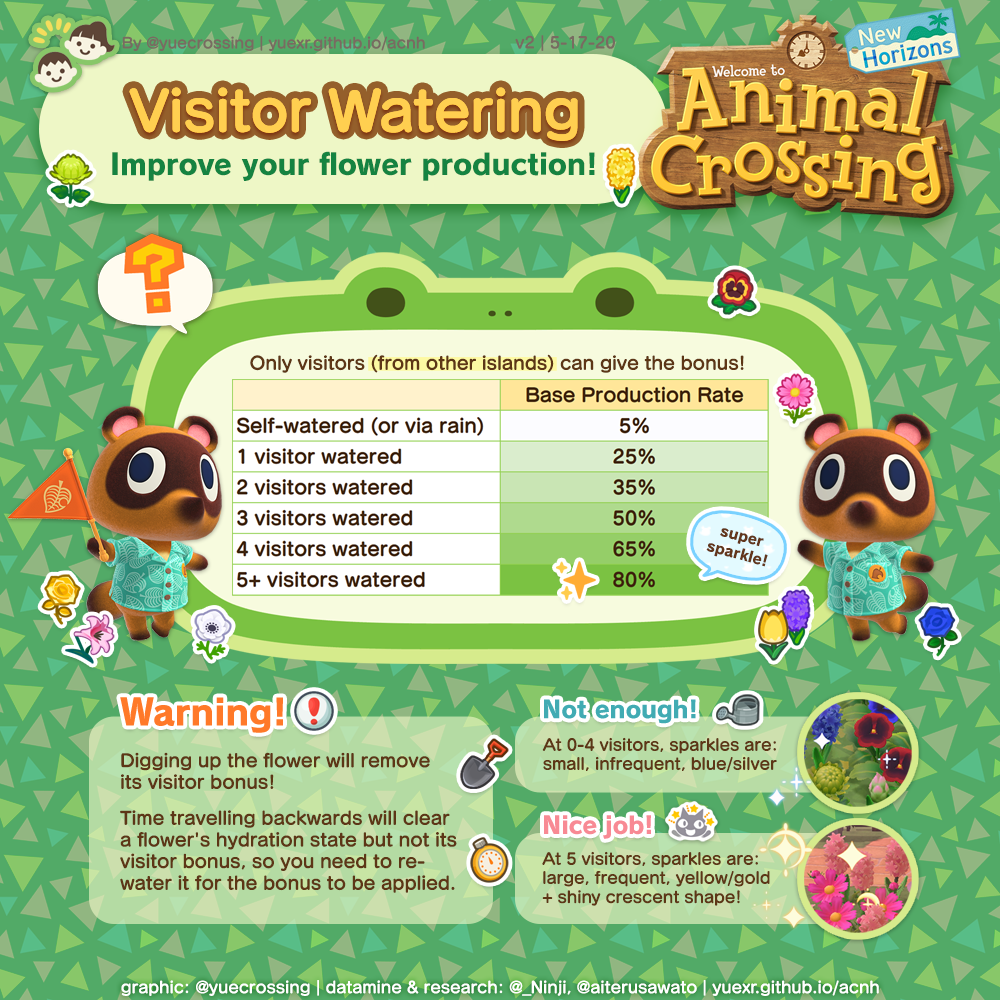 By @yuecrossing | yuexr.github.io/acnh
v2 | 5-17-20
Welcome to
Animal
Crossing
New
Horizons
Visitor Watering
Improve your flower production!
?
Only visitors (from other islands) can give the bonus!
Base Production Rate
Self-watered (or via rain) 5%
1 visitor watered 25%
2 visitors watered 35%
3 visitors watered 50%
4 visitors watered 65%
5+ visitors watered 80%
super
sparkle!
Warning!
Digging up the flower will remove
its visitor bonus!
Time travelling backwards will clear
a flower's hydration state but not its
visitor bonus, so you need to re-
water it for the bonus to be applied.
Not enough!
At 0-4 visitors, sparkles are:
small, infrequent, blue/silver
Nice job!
At 5 visitors, sparkles are:
large, frequent, yellow/gold
+ shiny crescent shape!
graphic: @yuecrossing | datamine & research: @_Ninji, @aiterusawato | yuexr.github.io/acnh